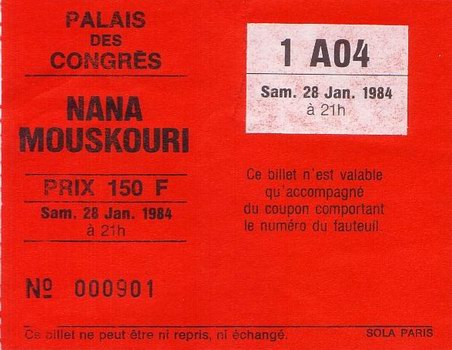 PALAIS
DES
CONGRÈS
NANA
MOUSKOURI
PRIX 150 F
Sam. 28 Jan. 1984
à 21h
Nº 000901
1 A04
Sam. 28 Jan. 1984
à 21h
Ce billet n'est valable
qu'accompagné
du coupon comportant
le numéro du fauteuil
Ce billet ne peut être ni repris, ni échangé.
SOLA PARIS